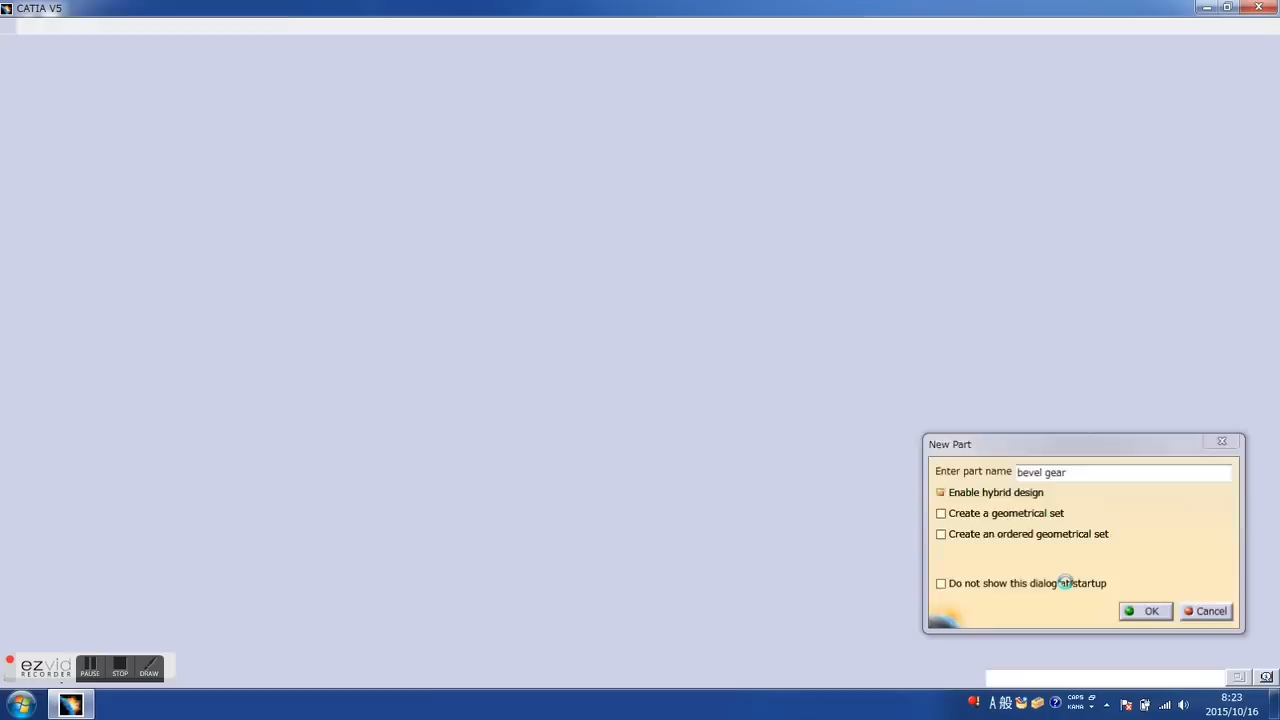 CATIA V5
New Part
Enter part name bevel gear
Enable hybrid design
Create a geometrical set
Create an ordered geometrical set
Do not show this dialog at startup
OK Cancel
ezvid
RECORDER
PAUSE STOP DRAW
A 般 CAPS
KANA
8:23
2015/10/16